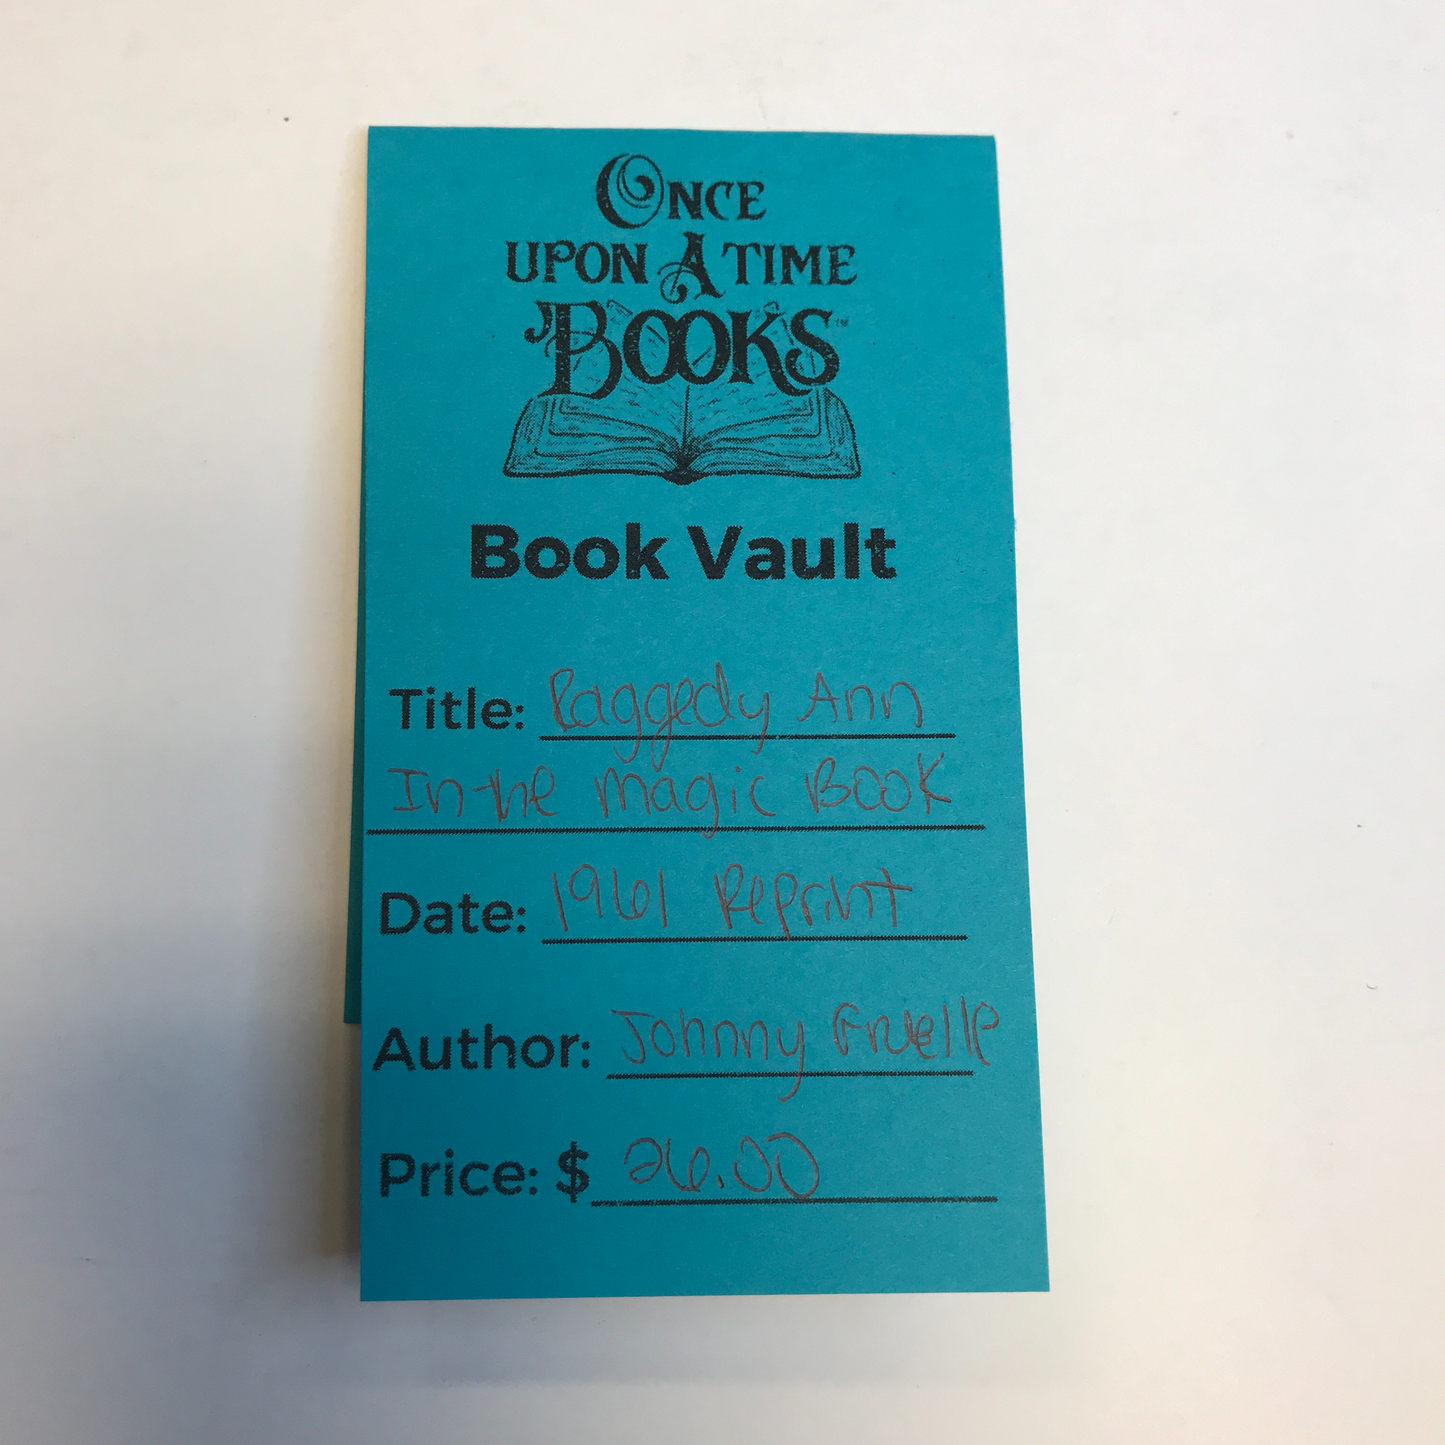 ONCE
UPON A TIME
BOOKS™
Book Vault
Title: Raggedy Ann
In the magic Book
Date: 1961 Reprint
Author: Johnny Gruelle
Price: $ 26.00